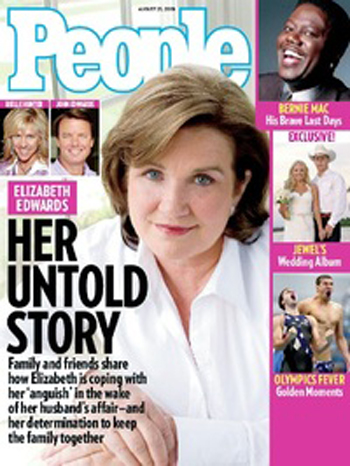 People
AUGUST 25, 2008
RIELLE HUNTER
JOHN EDWARDS
ELIZABETH
EDWARDS
HER
UNTOLD
STORY
Family and friends share
how Elizabeth is coping with
her 'anguish' in the wake
of her husband's affair—and
her determination to keep
the family together
BERNIE MAC
His Brave Last Days
EXCLUSIVE!
JEWEL'S
Wedding Album
OLYMPICS FEVER
Golden Moments